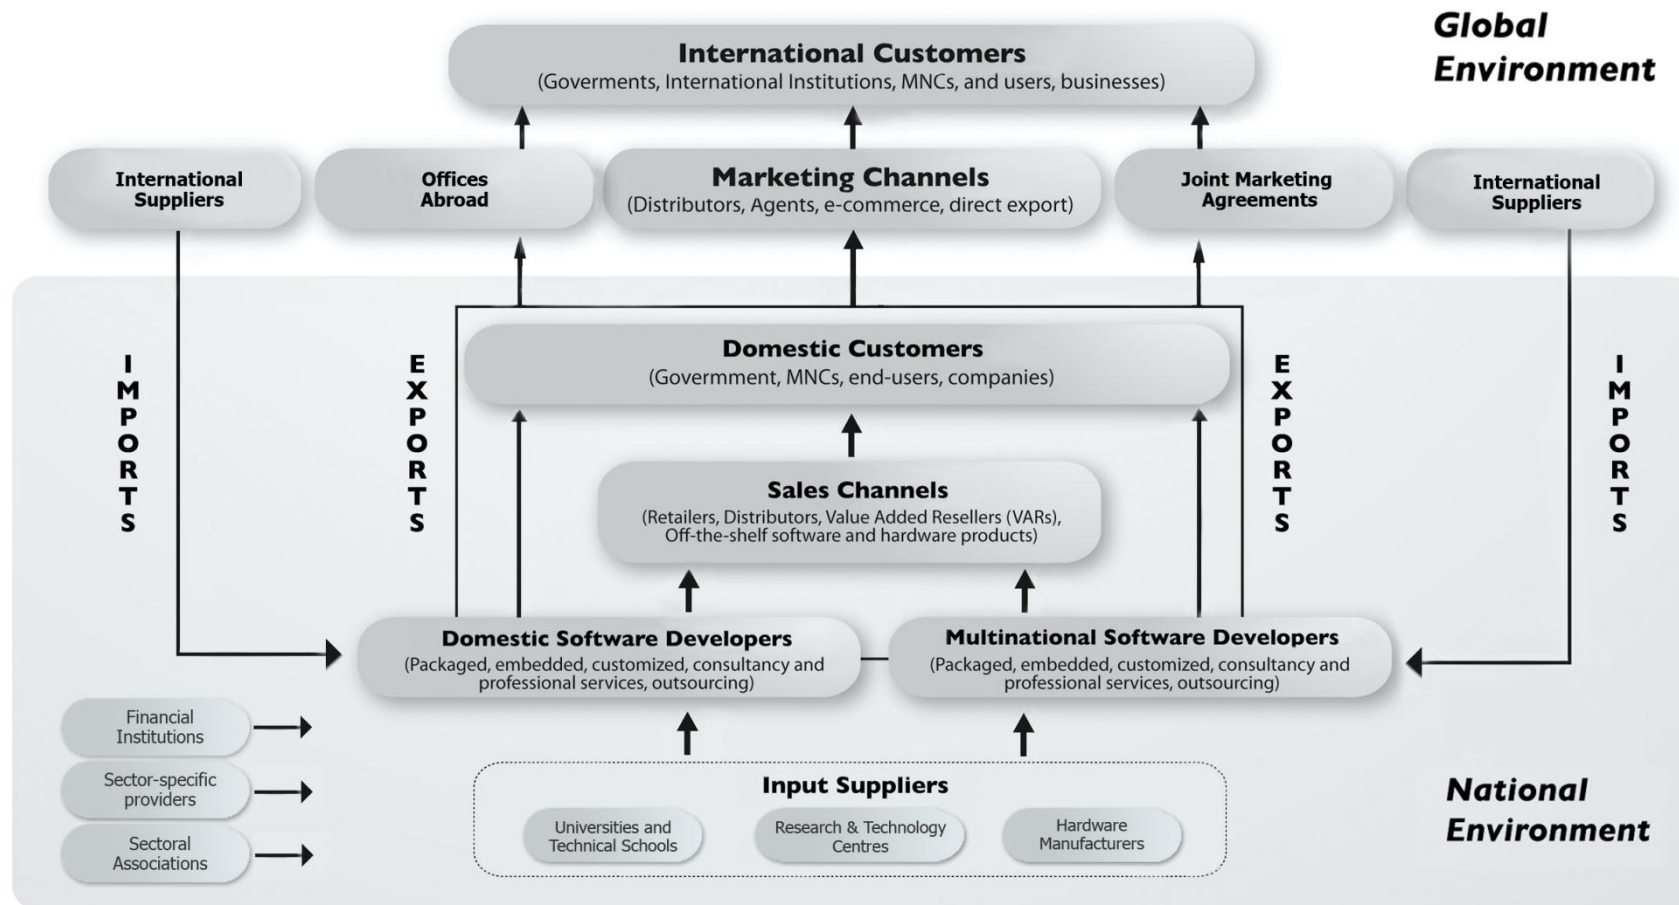 Global
Environment
International Customers
(Goverments, International Institutions, MNCs, and users, businesses)
International
Suppliers
Offices
Abroad
Marketing Channels
(Distributors, Agents, e-commerce, direct export)
Joint Marketing
Agreements
International
Suppliers
IMPORTS
EXPORTS
Domestic Customers
(Govermment, MNCs, end-users, companies)
EXPORTS
IMPORTS
Sales Channels
(Retailers, Distributors, Value Added Resellers (VARs),
Off-the-shelf software and hardware products)
Domestic Software Developers
(Packaged, embedded, customized, consultancy and
professional services, outsourcing)
Multinational Software Developers
(Packaged, embedded, customized, consultancy and
professional services, outsourcing)
Financial
Institutions
Sector-specific
providers
Sectoral
Associations
Input Suppliers
Universities and
Technical Schools
Research & Technology
Centres
Hardware
Manufacturers
National
Environment